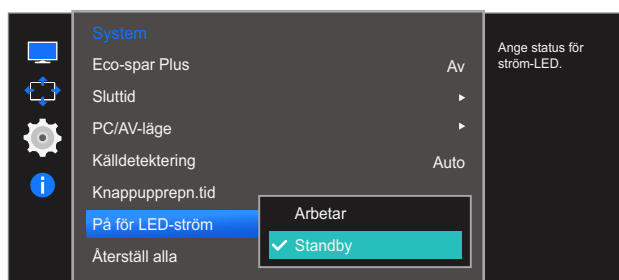 System
Eco-spar Plus Av
Sluttid
PC/AV-läge
Källdetektering Auto
Knappupprepn.tid
På för LED-ström
Arbetar
Standby
Återställ alla
Ange status för
ström-LED.